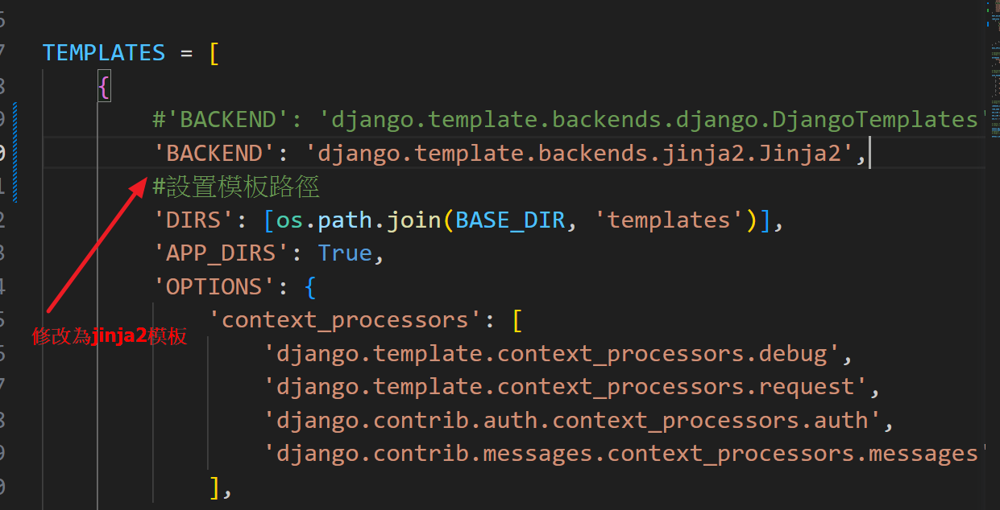 TEMPLATES = [
{
#'BACKEND': 'django.template.backends.django.DjangoTemplates'
'BACKEND': 'django.template.backends.jinja2.Jinja2',
#設置模板路徑
'DIRS': [os.path.join(BASE_DIR, 'templates')],
'APP_DIRS': True,
'OPTIONS': {
'context_processors': [
修改為jinja2模板
'django.template.context_processors.debug',
'django.template.context_processors.request',
'django.contrib.auth.context_processors.auth',
'django.contrib.messages.context_processors.messages'
],